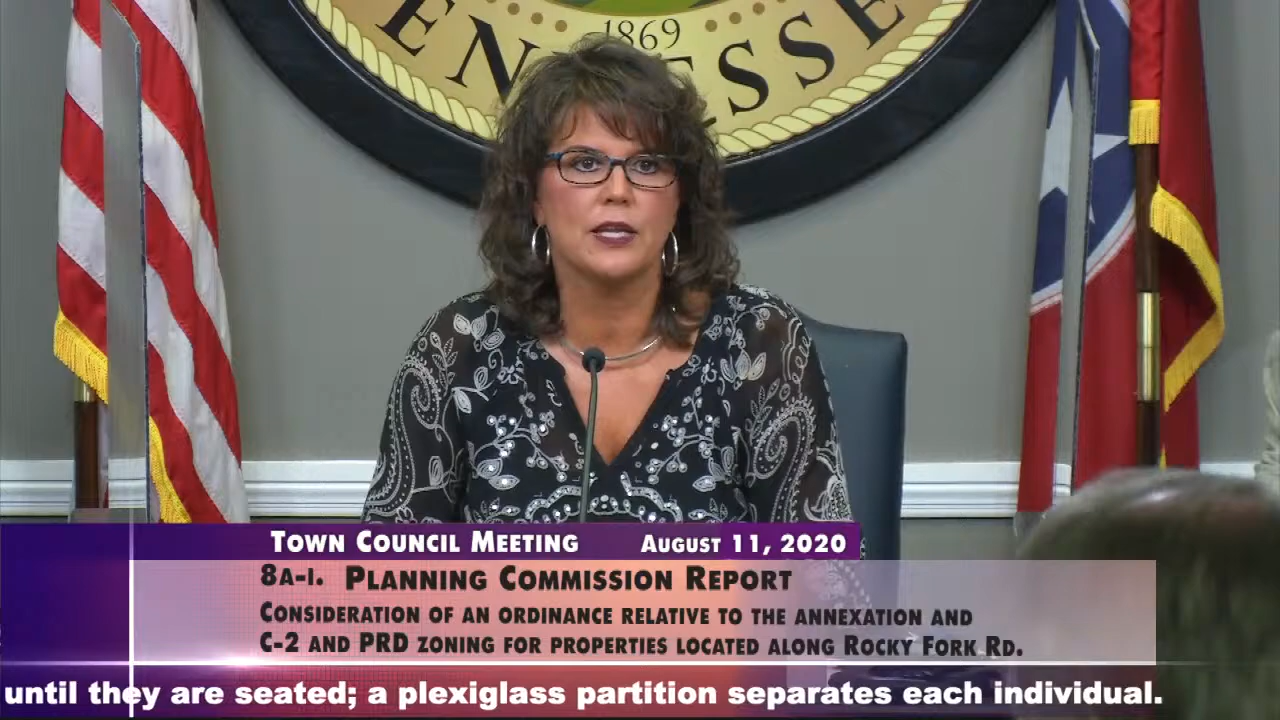 1869
TOWN COUNCIL MEETING AUGUST 11, 2020
8A-I. PLANNING COMMISSION REPORT
CONSIDERATION OF AN ORDINANCE RELATIVE TO THE ANNEXATION AND
C-2 AND PRD ZONING FOR PROPERTIES LOCATED ALONG ROCKY FORK RD.
until they are seated; a plexiglass partition separates each individual.